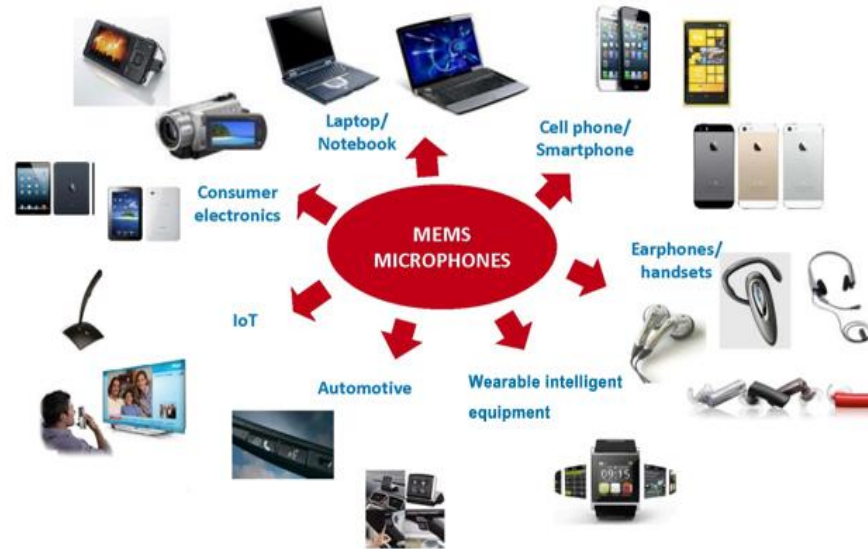 Laptop/
Notebook
Cell phone/
Smartphone
Consumer
electronics
MEMS
MICROPHONES
Earphones/
handsets
IoT
Automotive
Wearable intelligent
equipment
09:15